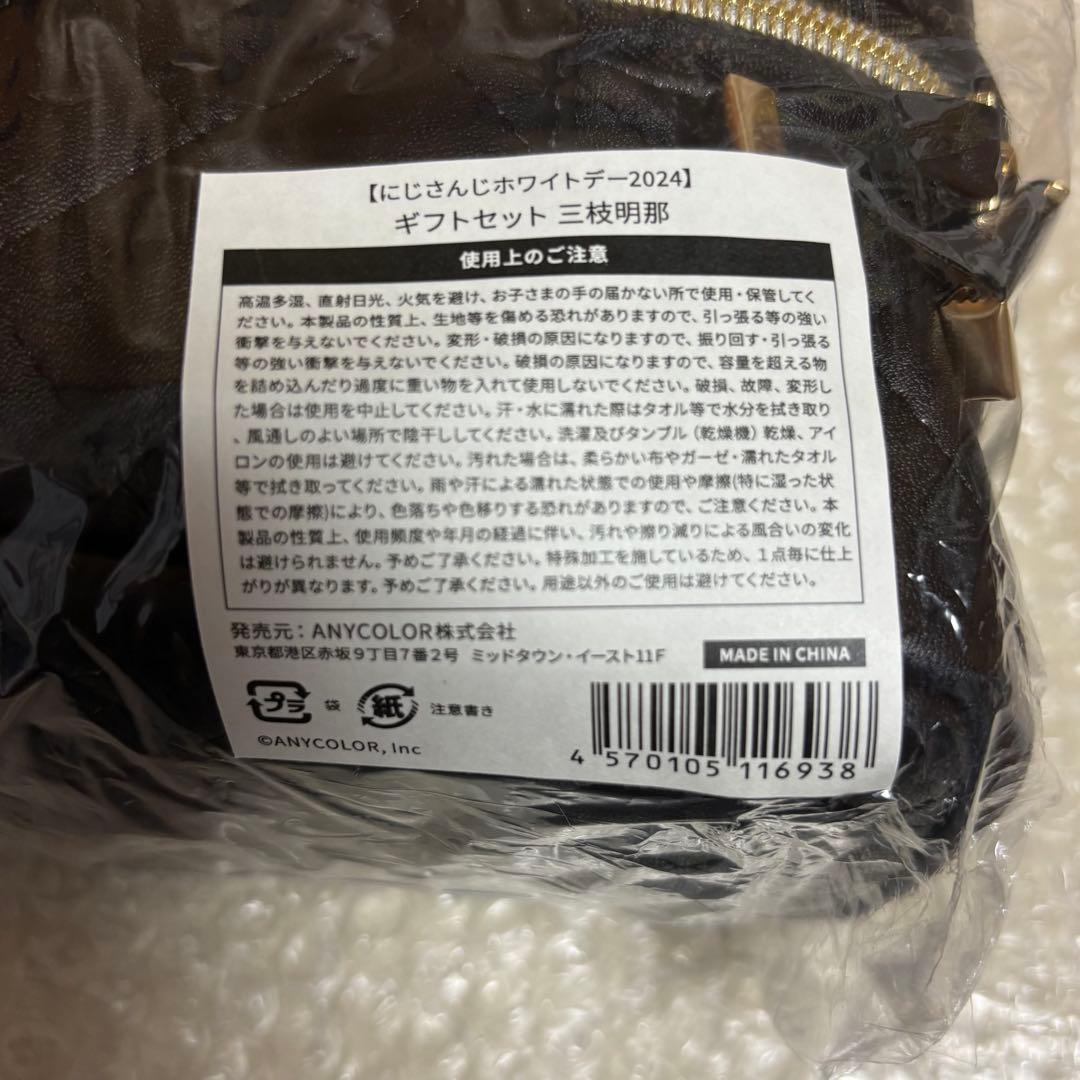 【にじさんじホワイトデー2024】
ギフトセット 三枝明那
使用上のご注意
高温多湿、直射日光、火気を避け、お子さまの手の届かない所で使用・保管してく
ださい。本製品の性質上、生地等を傷める恐れがありますので、引っ張る等の強い
衝撃を与えないでください。変形・破損の原因になりますので、振り回す・引っ張る
等の強い衝撃を与えないでください。破損の原因になりますので、容量を超える物
を詰め込んだり過度に重い物を入れて使用しないでください。破損、故障、変形し
た場合は使用を中止してください。汗・水に濡れた際はタオル等で水分を拭き取り
、風通しのよい場所で陰干ししてください。洗濯及びタンブル（乾燥機）乾燥、アイ
ロンの使用は避けてください。汚れた場合は、柔らかい布やガーゼ・濡れたタオル
等で拭き取ってください。雨や汗による濡れた状態での使用や摩擦(特に湿った状
態での摩擦)により、色落ちや色移りする恐れがありますので、ご注意ください。本
製品の性質上、使用頻度や年月の経過に伴い、汚れや擦り減りによる風合いの変化
は避けられません。予めご了承ください。特殊加工を施しているため、１点毎に仕上
がりが異なります。予めご了承ください。用途以外のご使用は避けてください。
発売元：ANYCOLOR株式会社
東京都港区赤坂９丁目７番２号 ミッドタウン・イースト11F
MADE IN CHINA
プラ 袋 紙 注意書き
©ANYCOLOR, Inc
4 570105 116938